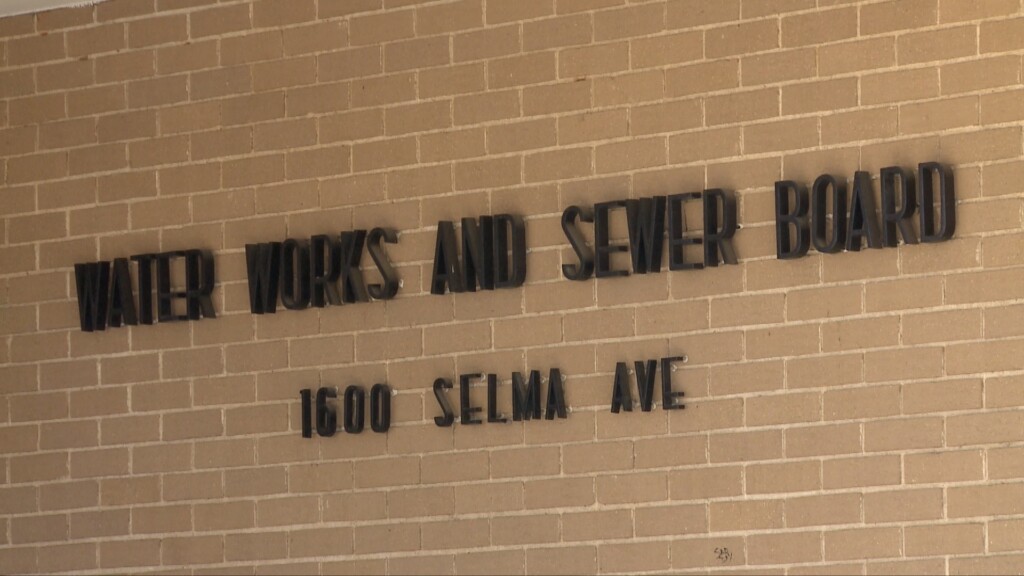 WATER WORKS AND SEWER BOARD
1600 SELMA AVE